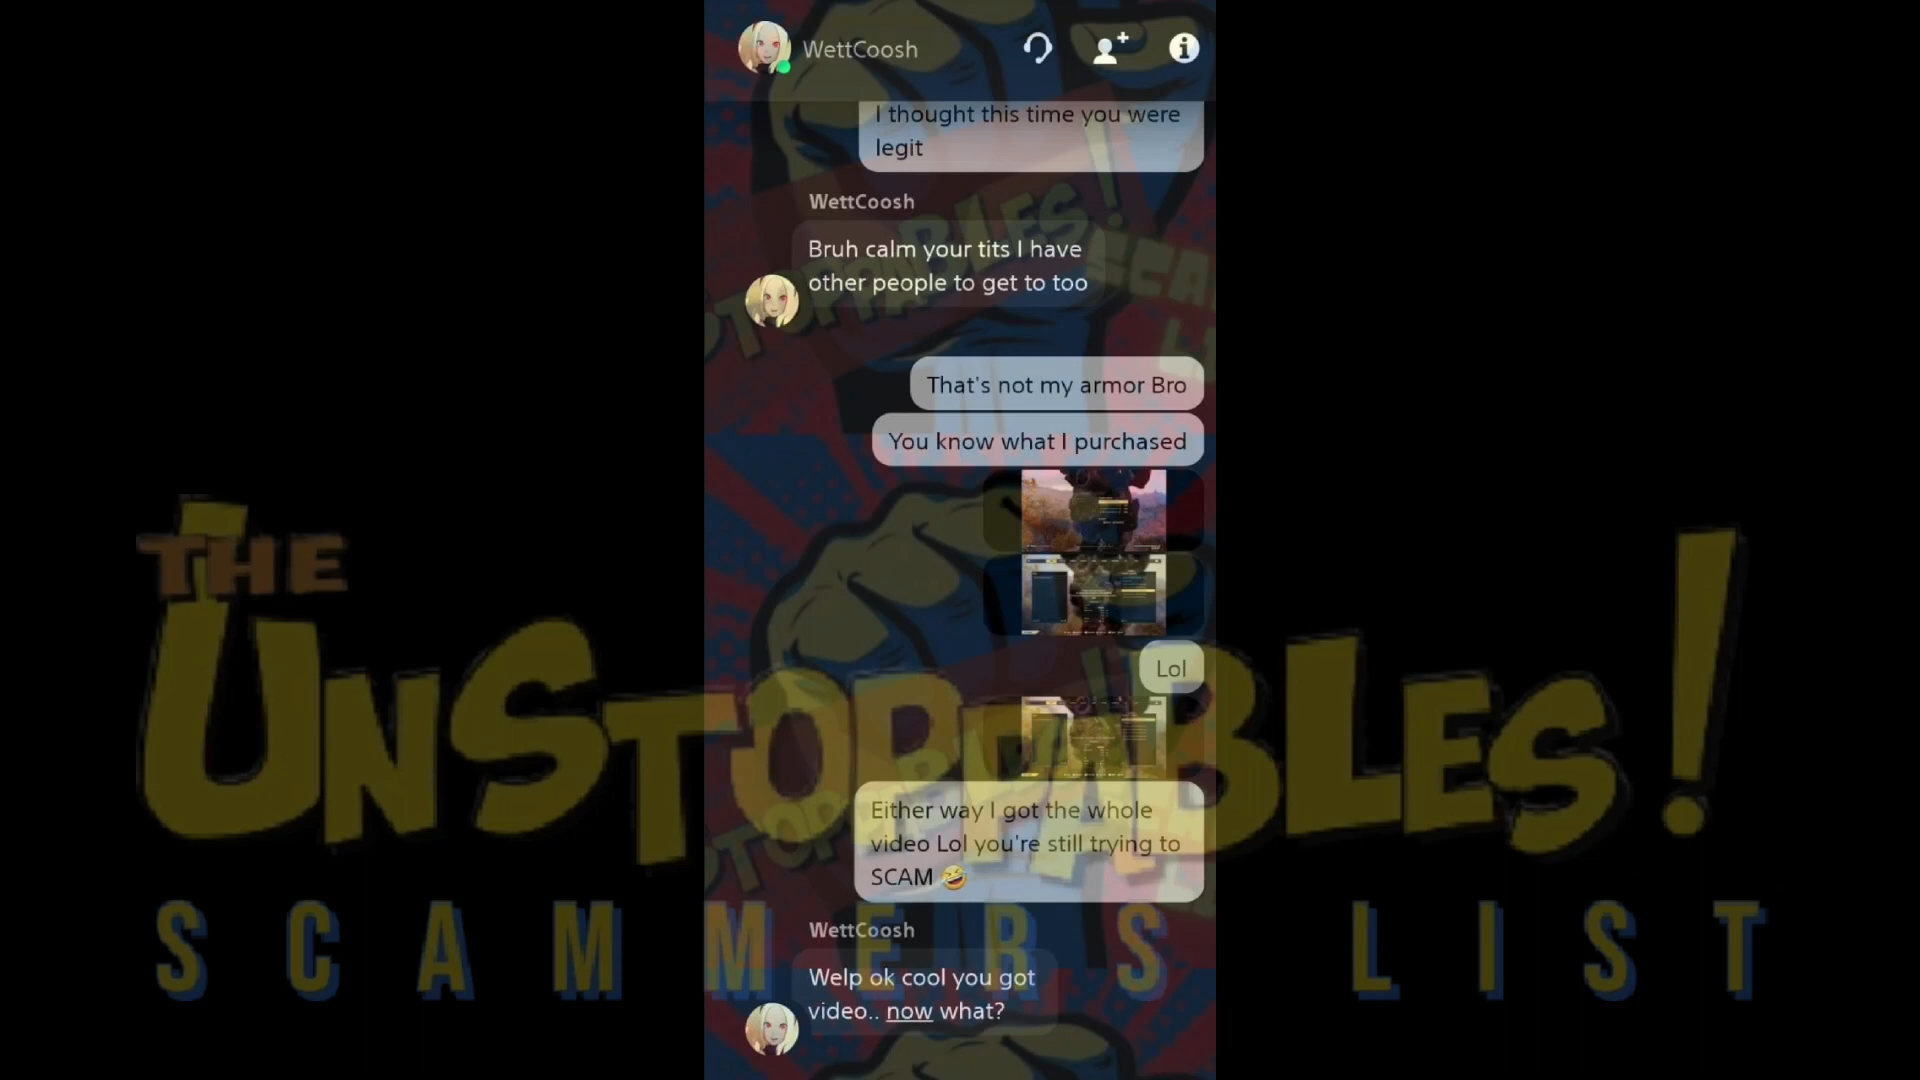 WettCoosh
I thought this time you were
legit
WettCoosh
Bruh calm your tits I have
other people to get to too
That's not my armor Bro
You know what I purchased
Lol
Either way I got the whole
video Lol you're still trying to
SCAM 🤣
WettCoosh
Welp ok cool you got
video.. now what?
THE
UNSTOPPABLES!
SCAMMERS LIST